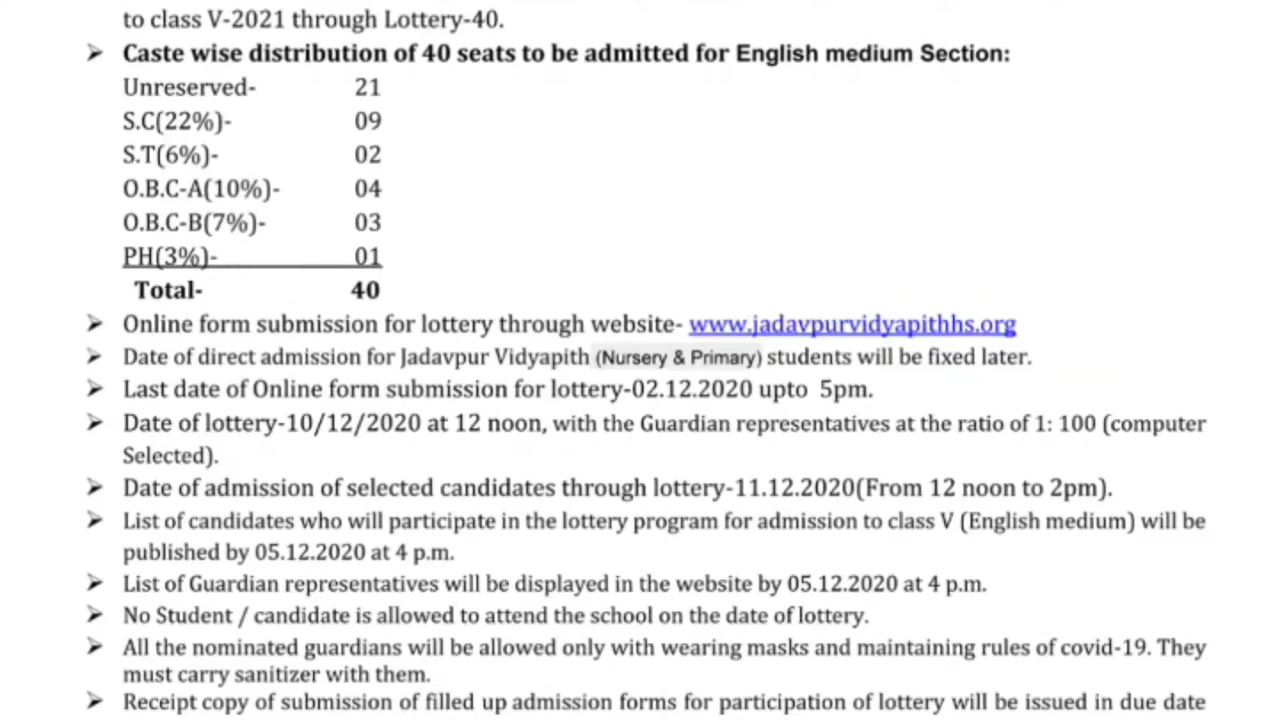 to class V-2021 through Lottery-40.
➢ Caste wise distribution of 40 seats to be admitted for English medium Section:
Unreserved- 21
S.C(22%)- 09
S.T(6%)- 02
O.B.C-A(10%)- 04
O.B.C-B(7%)- 03
PH(3%)- 01
Total- 40
➢ Online form submission for lottery through website- www.jadavpurvidyapithhs.org
➢ Date of direct admission for Jadavpur Vidyapith (Nursery & Primary) students will be fixed later.
➢ Last date of Online form submission for lottery-02.12.2020 upto 5pm.
➢ Date of lottery-10/12/2020 at 12 noon, with the Guardian representatives at the ratio of 1: 100 (computer
Selected).
➢ Date of admission of selected candidates through lottery-11.12.2020(From 12 noon to 2pm).
➢ List of candidates who will participate in the lottery program for admission to class V (English medium) will be
published by 05.12.2020 at 4 p.m.
➢ List of Guardian representatives will be displayed in the website by 05.12.2020 at 4 p.m.
➢ No Student / candidate is allowed to attend the school on the date of lottery.
➢ All the nominated guardians will be allowed only with wearing masks and maintaining rules of covid-19. They
must carry sanitizer with them.
➢ Receipt copy of submission of filled up admission forms for participation of lottery will be issued in due date